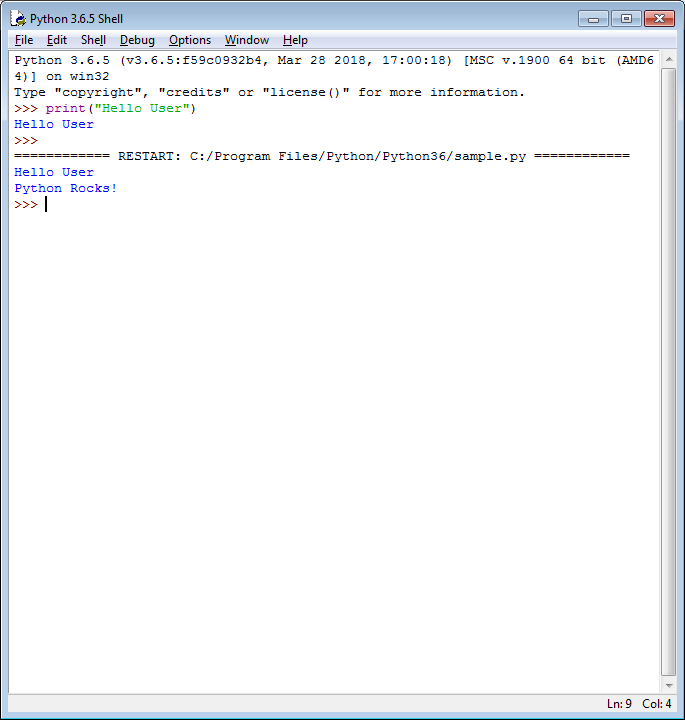 Python 3.6.5 Shell
File Edit Shell Debug Options Window Help
Python 3.6.5 (v3.6.5:f59c0932b4, Mar 28 2018, 17:00:18) [MSC v.1900 64 bit (AMD6
4)] on win32
Type "copyright", "credits" or "license()" for more information.
>>> print("Hello User")
Hello User
>>>
============ RESTART: C:/Program Files/Python/Python36/sample.py ============
Hello User
Python Rocks!
>>>
Ln: 9 Col: 4